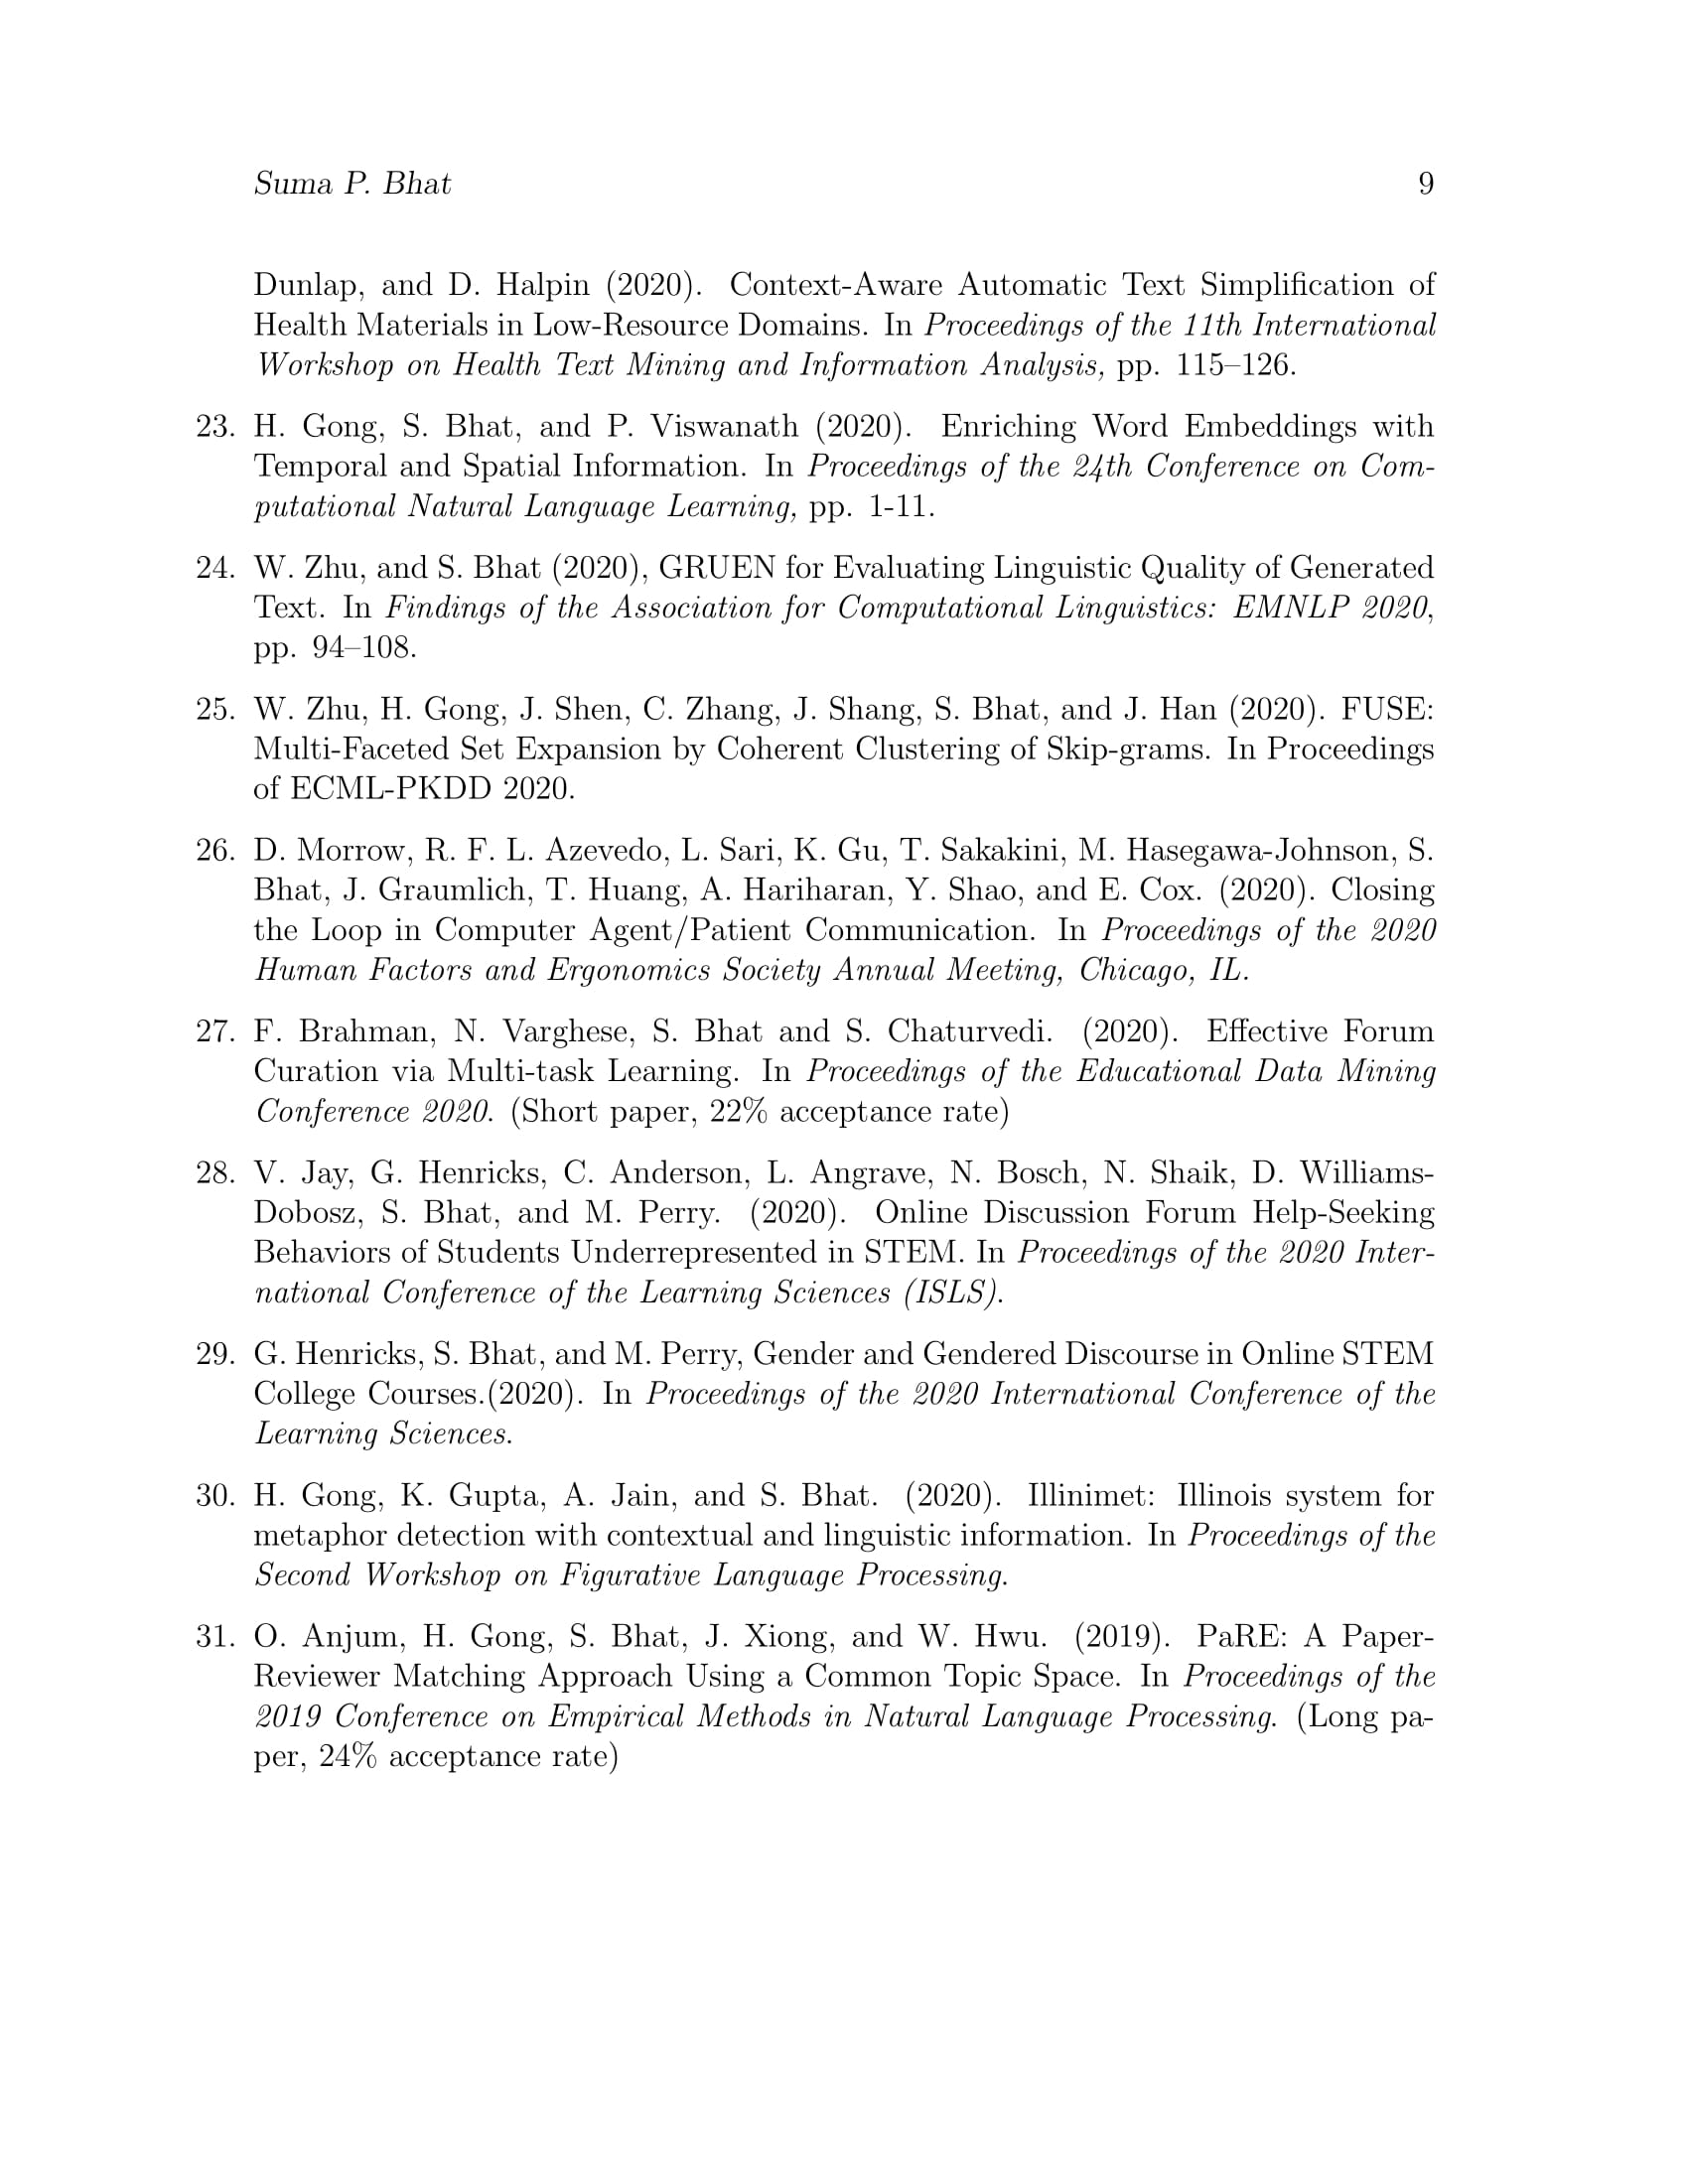 Suma P. Bhat 9
Dunlap, and D. Halpin (2020). Context-Aware Automatic Text Simplification of
Health Materials in Low-Resource Domains. In Proceedings of the 11th International
Workshop on Health Text Mining and Information Analysis, pp. 115–126.
23. H. Gong, S. Bhat, and P. Viswanath (2020). Enriching Word Embeddings with
Temporal and Spatial Information. In Proceedings of the 24th Conference on Com-
putational Natural Language Learning, pp. 1-11.
24. W. Zhu, and S. Bhat (2020), GRUEN for Evaluating Linguistic Quality of Generated
Text. In Findings of the Association for Computational Linguistics: EMNLP 2020,
pp. 94–108.
25. W. Zhu, H. Gong, J. Shen, C. Zhang, J. Shang, S. Bhat, and J. Han (2020). FUSE:
Multi-Faceted Set Expansion by Coherent Clustering of Skip-grams. In Proceedings
of ECML-PKDD 2020.
26. D. Morrow, R. F. L. Azevedo, L. Sari, K. Gu, T. Sakakini, M. Hasegawa-Johnson, S.
Bhat, J. Graumlich, T. Huang, A. Hariharan, Y. Shao, and E. Cox. (2020). Closing
the Loop in Computer Agent/Patient Communication. In Proceedings of the 2020
Human Factors and Ergonomics Society Annual Meeting, Chicago, IL.
27. F. Brahman, N. Varghese, S. Bhat and S. Chaturvedi. (2020). Effective Forum
Curation via Multi-task Learning. In Proceedings of the Educational Data Mining
Conference 2020. (Short paper, 22% acceptance rate)
28. V. Jay, G. Henricks, C. Anderson, L. Angrave, N. Bosch, N. Shaik, D. Williams-
Dobosz, S. Bhat, and M. Perry. (2020). Online Discussion Forum Help-Seeking
Behaviors of Students Underrepresented in STEM. In Proceedings of the 2020 Inter-
national Conference of the Learning Sciences (ISLS).
29. G. Henricks, S. Bhat, and M. Perry, Gender and Gendered Discourse in Online STEM
College Courses.(2020). In Proceedings of the 2020 International Conference of the
Learning Sciences.
30. H. Gong, K. Gupta, A. Jain, and S. Bhat. (2020). Illinimet: Illinois system for
metaphor detection with contextual and linguistic information. In Proceedings of the
Second Workshop on Figurative Language Processing.
31. O. Anjum, H. Gong, S. Bhat, J. Xiong, and W. Hwu. (2019). PaRE: A Paper-
Reviewer Matching Approach Using a Common Topic Space. In Proceedings of the
2019 Conference on Empirical Methods in Natural Language Processing. (Long pa-
per, 24% acceptance rate)